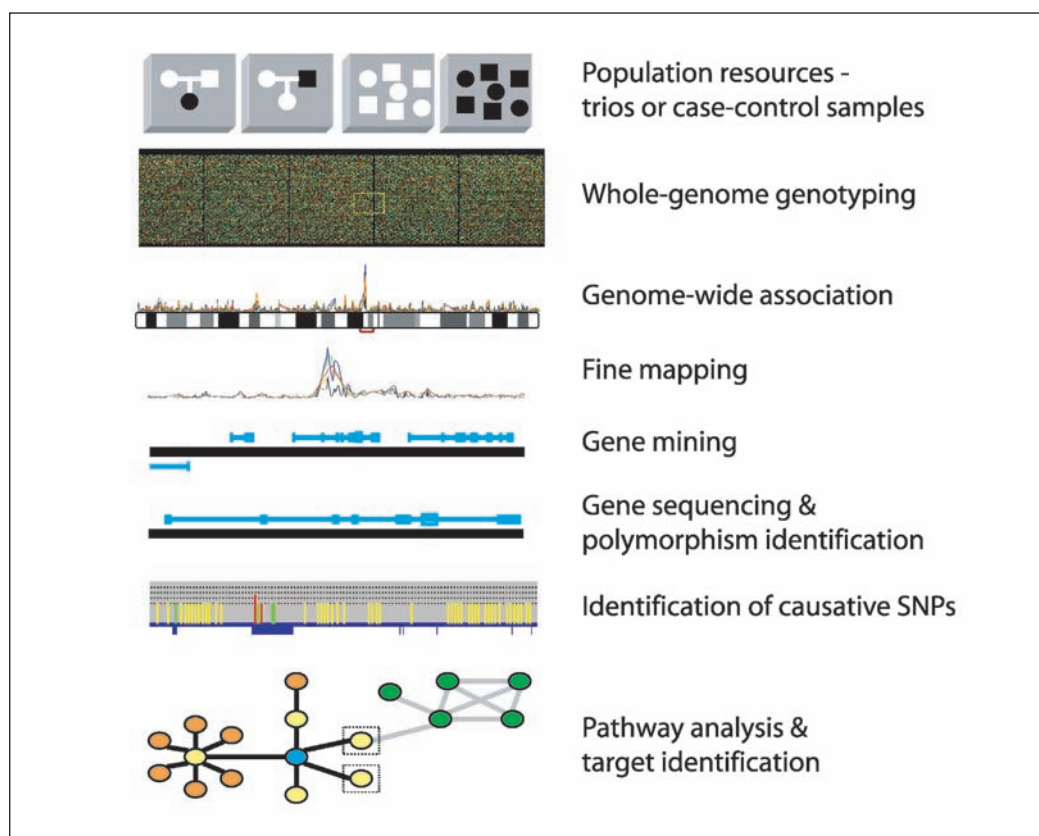 Population resources -
trios or case-control samples
Whole-genome genotyping
Genome-wide association
Fine mapping
Gene mining
Gene sequencing &
polymorphism identification
Identification of causative SNPs
Pathway analysis &
target identification